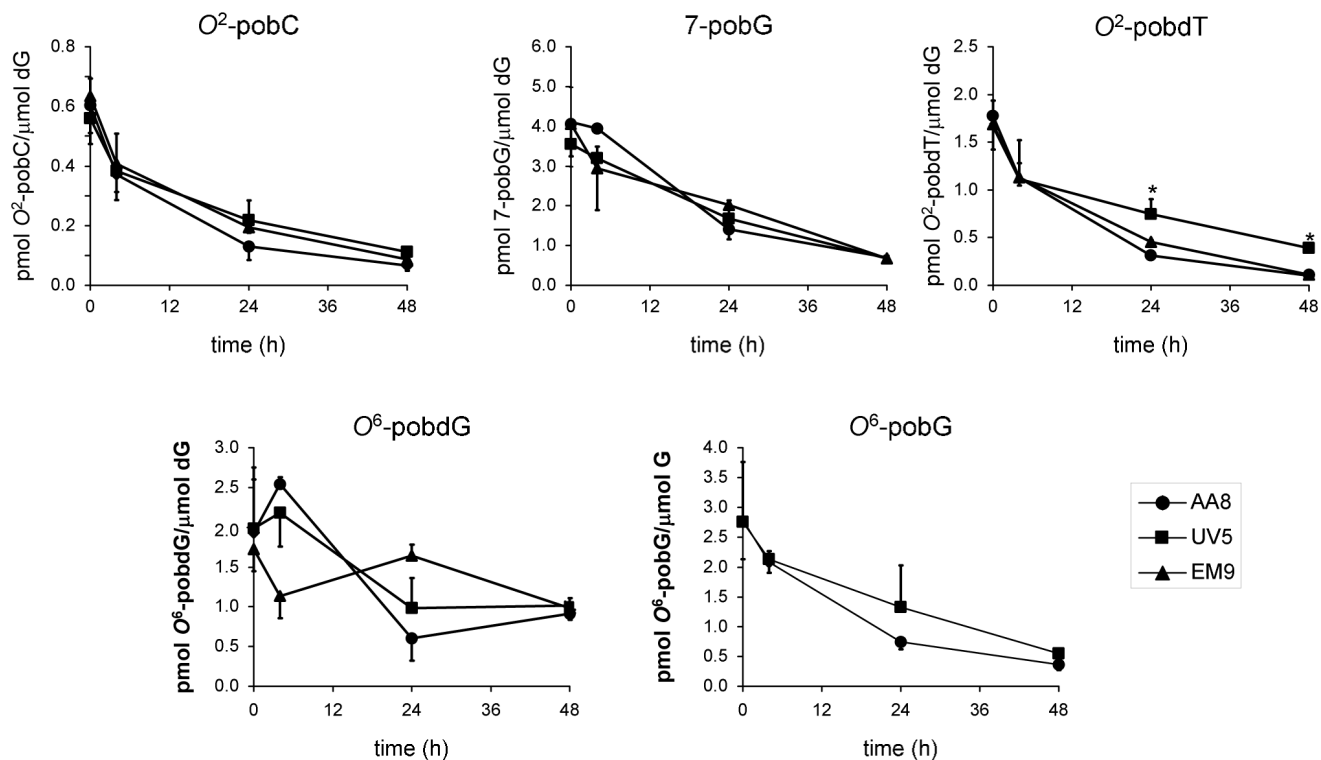 O²-pobC
pmol O²-pobC/μmol dG
0.8
0.6
0.4
0.2
0.0
0 12 24 36 48
time (h)
7-pobG
pmol 7-pobG/μmol dG
6.0
5.0
4.0
3.0
2.0
1.0
0.0
0 12 24 36 48
time (h)
O²-pobdT
pmol O²-pobdT/μmol dG
2.5
2.0
1.5
1.0
0.5
0.0
*
*
0 12 24 36 48
time (h)
O⁶-pobdG
pmol O⁶-pobdG/μmol dG
3.0
2.5
2.0
1.5
1.0
0.5
0.0
0 12 24 36 48
time (h)
O⁶-pobG
pmol O⁶-pobG/μmol G
4.0
3.5
3.0
2.5
2.0
1.5
1.0
0.5
0.0
0 12 24 36 48
time (h)
AA8
UV5
EM9